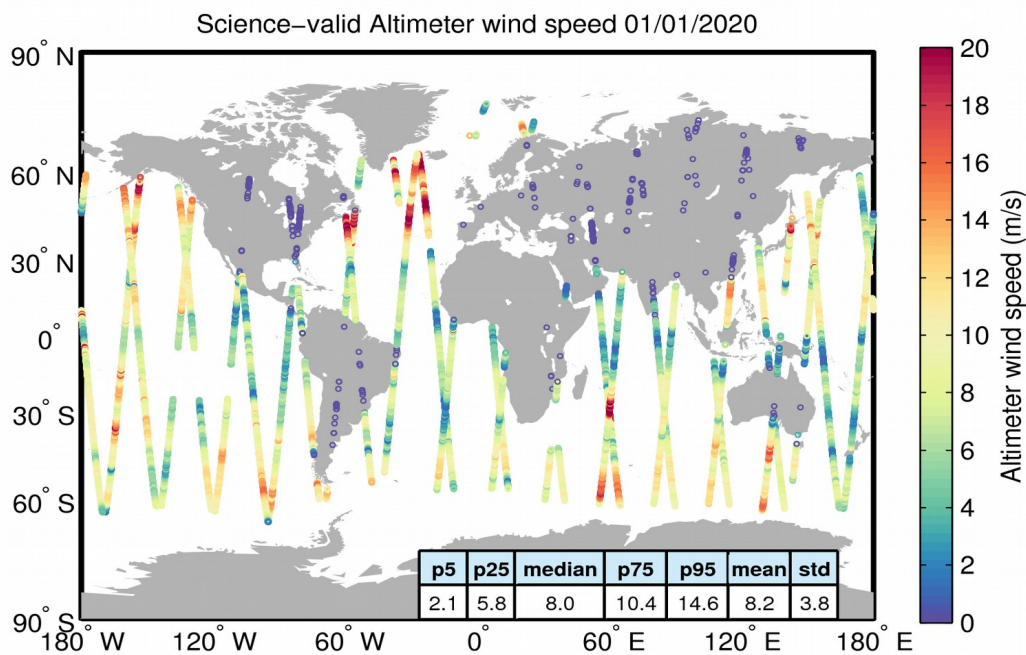 Science−valid Altimeter wind speed 01/01/2020
90° N
60° N
30° N
0°
30° S
60° S
90° S
180° W
120° W
60° W
0°
60° E
120° E
180° E
p5 p25 median p75 p95 mean std
2.1 5.8 8.0 10.4 14.6 8.2 3.8
20
18
16
14
12
10
8
6
4
2
0
Altimeter wind speed (m/s)